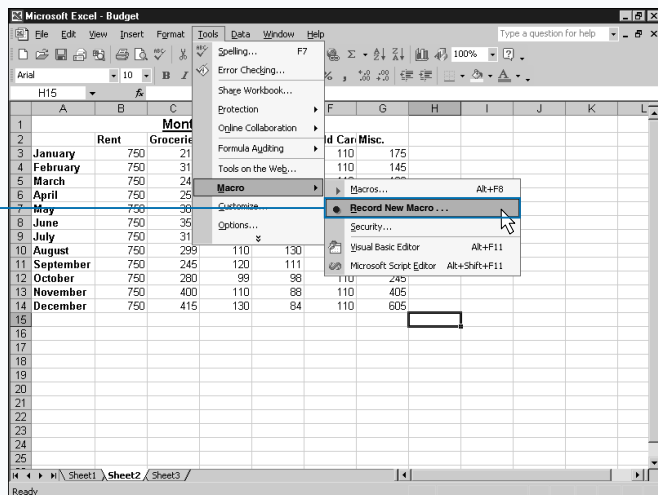 Microsoft Excel - Budget
File Edit View Insert Format Tools Data Window Help Type a question for help
100%
Arial 10 B I % ,
H15 fx
Spelling... F7
Error Checking...
Share Workbook...
Protection
Online Collaboration
Formula Auditing
Tools on the Web...
Macro
Customize...
Options...
Macros... Alt+F8
Record New Macro . . .
Security...
Visual Basic Editor Alt+F11
Microsoft Script Editor Alt+Shift+F11
A B C F G H I J K L
1 Mont
2 Rent Grocerie ld Car Misc.
3 January 750 21 110 175
4 February 750 31 110 145
5 March 750 24
6 April 750 25
7 May 750
8 June 750 35
9 July 750 31
10 August 750 299 110 130
11 September 750 245 120 111
12 October 750 280 99 98 110 245
13 November 750 400 110 88 110 405
14 December 750 415 130 84 110 605
15
16
17
18
19
20
21
22
23
24
25
Sheet1 Sheet2 Sheet3
Ready